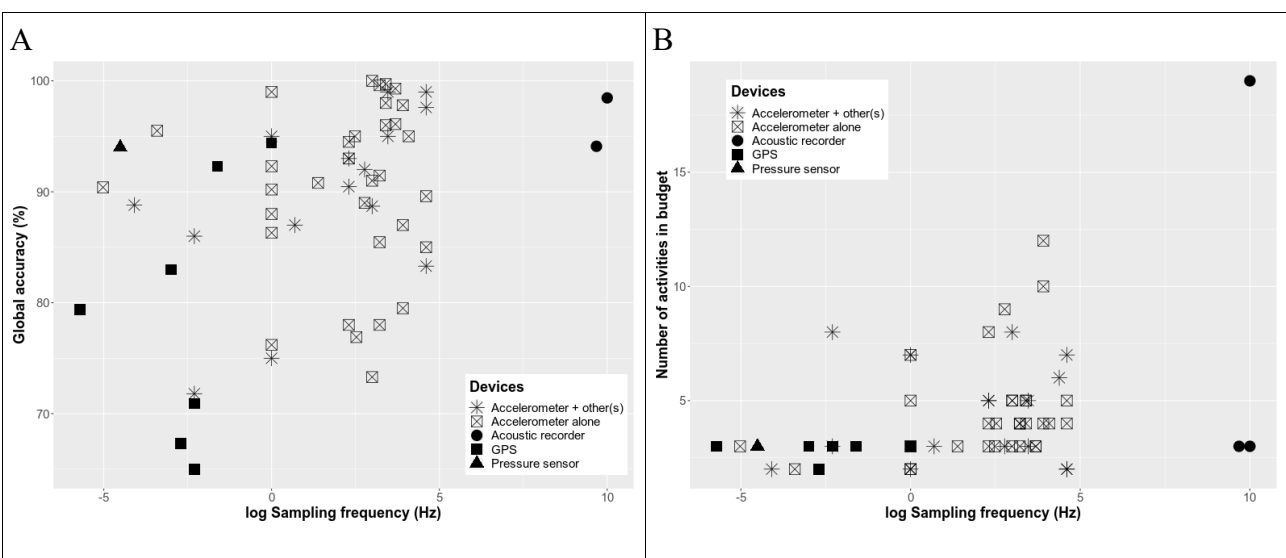 A
Global accuracy (%)
100
90
80
70
-5
0
5
10
log Sampling frequency (Hz)
Devices
Accelerometer + other(s)
Accelerometer alone
Acoustic recorder
GPS
Pressure sensor
B
Number of activities in budget
15
10
5
-5
0
5
10
log Sampling frequency (Hz)
Devices
Accelerometer + other(s)
Accelerometer alone
Acoustic recorder
GPS
Pressure sensor